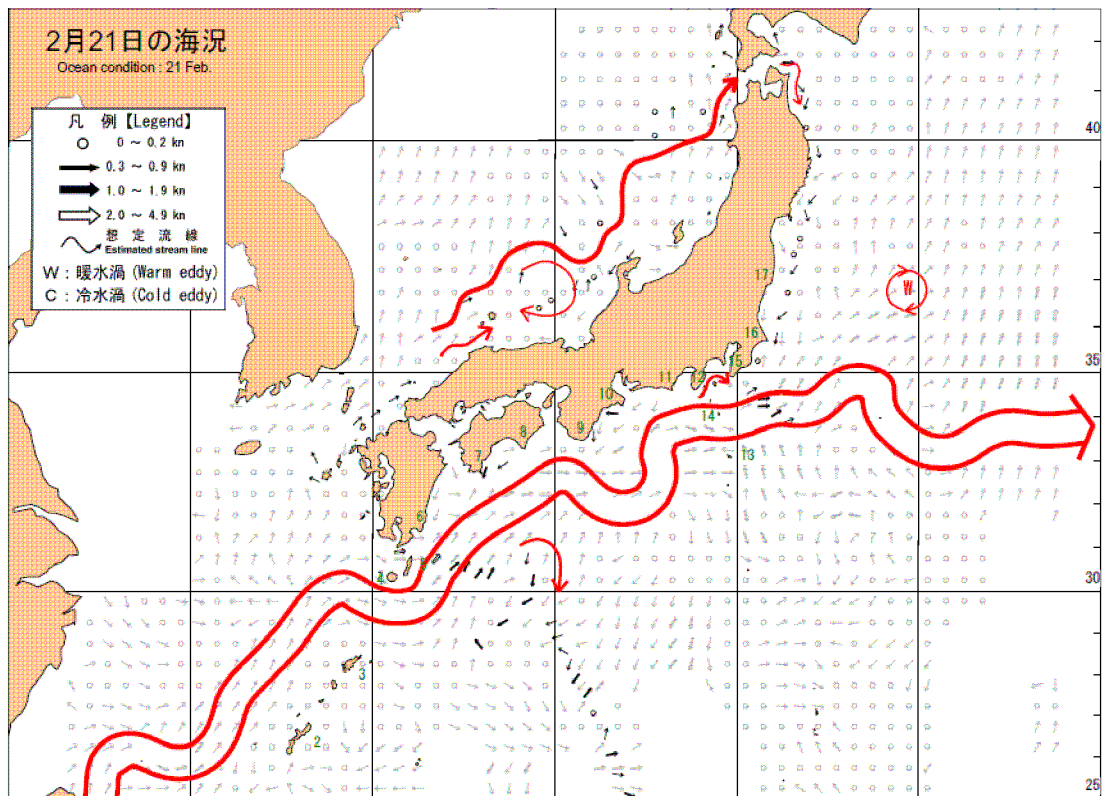 2月21日の海況
Ocean condition : 21 Feb.
凡 例【Legend】
0 ～ 0.2 kn
0.3 ～ 0.9 kn
1.0 ～ 1.9 kn
2.0 ～ 4.9 kn
想 定 流 線
Estimated stream line
W : 暖水渦 (Warm eddy)
C : 冷水渦 (Cold eddy)
40
17
W
16
35
15
12
11
10
14
9
8
7
13
6
5
4
30
3
2
25